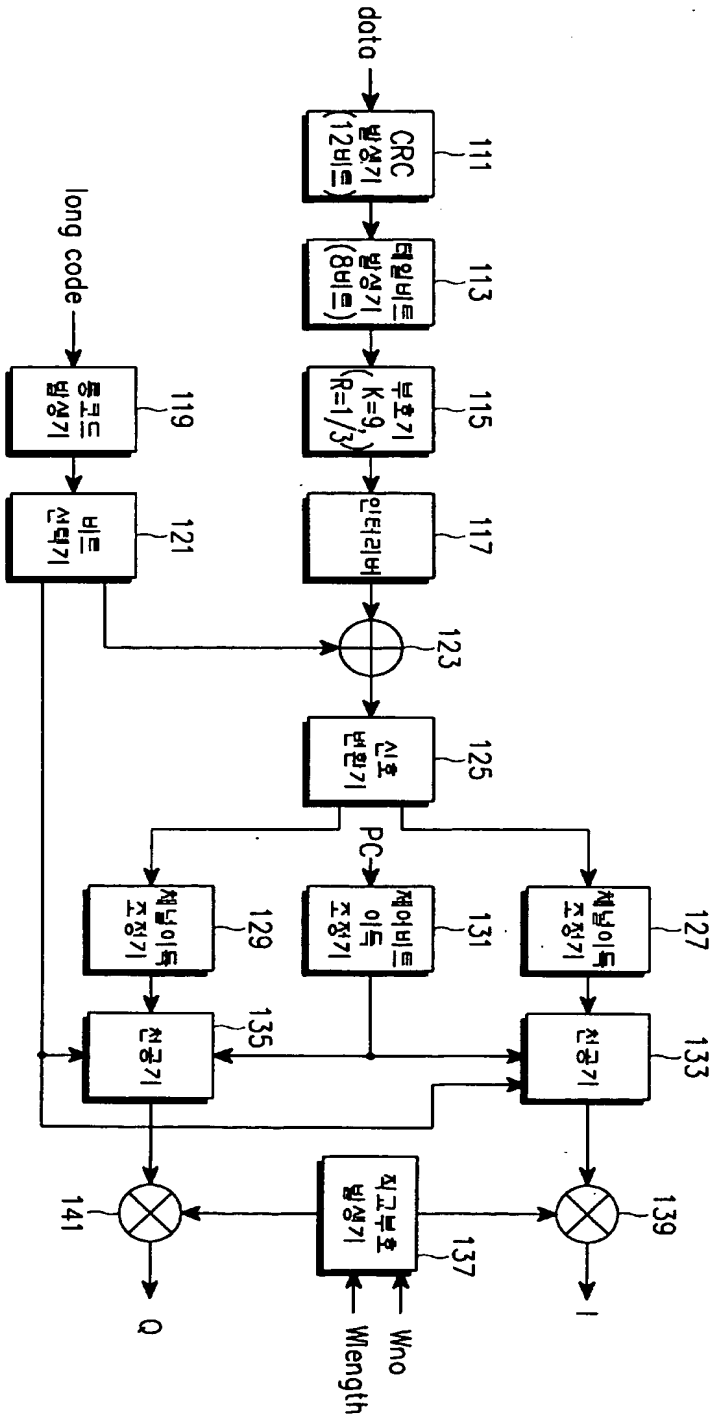 data
CRC
발생기
(12비트)
111
테일비트
발생기
(8비트)
113
부호기
(K=9,
R=1/3)
115
인터리버
117
long code
롱코드
발생기
119
비트
선택기
121
123
신호
변환기
125
채널이득
조정기
127
채널이득
조정기
129
PC
제어비트
이득
조정기
131
천공기
133
천공기
135
직교부호
발생기
137
Wno
Wlength
139
I
141
Q